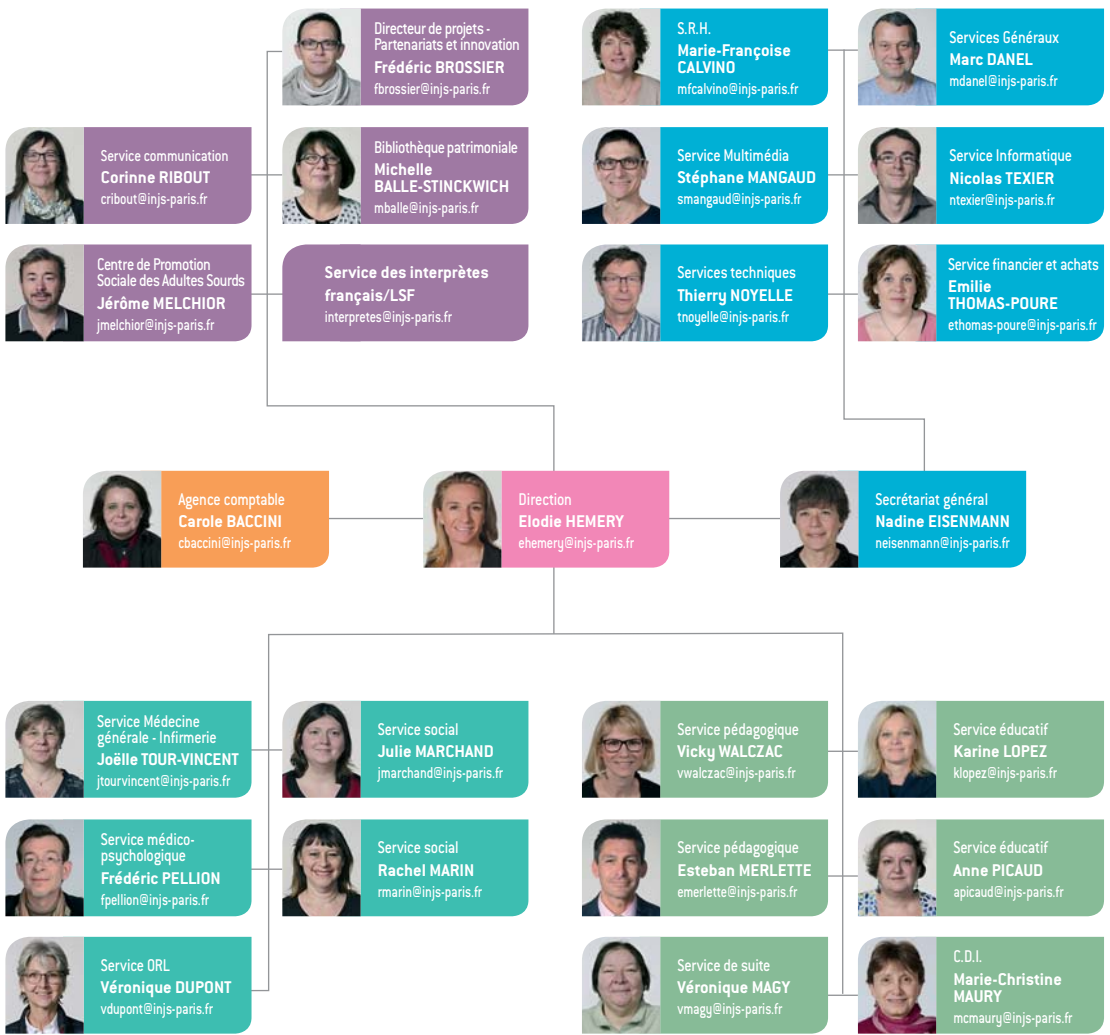 Directeur de projets -
Partenariats et innovation
Frédéric BROSSIER
fbrossier@injs-paris.fr
S.R.H.
Marie-Françoise
CALVINO
mfcalvino@injs-paris.fr
Services Généraux
Marc DANEL
mdanel@injs-paris.fr
Service communication
Corinne RIBOUT
cribout@injs-paris.fr
Bibliothèque patrimoniale
Michelle
BALLE-STINCKWICH
mballe@injs-paris.fr
Service Multimédia
Stéphane MANGAUD
smangaud@injs-paris.fr
Service Informatique
Nicolas TEXIER
ntexier@injs-paris.fr
Centre de Promotion
Sociale des Adultes Sourds
Jérôme MELCHIOR
jmelchior@injs-paris.fr
Service des interprètes
français/LSF
interpretes@injs-paris.fr
Services techniques
Thierry NOYELLE
tnoyelle@injs-paris.fr
Service financier et achats
Emilie
THOMAS-POURE
ethomas-poure@injs-paris.fr
Agence comptable
Carole BACCINI
cbaccini@injs-paris.fr
Direction
Elodie HEMERY
ehemery@injs-paris.fr
Secrétariat général
Nadine EISENMANN
neisenmann@injs-paris.fr
Service Médecine
générale - Infirmerie
Joëlle TOUR-VINCENT
jtourvincent@injs-paris.fr
Service social
Julie MARCHAND
jmarchand@injs-paris.fr
Service pédagogique
Vicky WALCZAC
vwalczac@injs-paris.fr
Service éducatif
Karine LOPEZ
klopez@injs-paris.fr
Service médico-
psychologique
Frédéric PELLION
fpellion@injs-paris.fr
Service social
Rachel MARIN
rmarin@injs-paris.fr
Service pédagogique
Esteban MERLETTE
emerlette@injs-paris.fr
Service éducatif
Anne PICAUD
apicaud@injs-paris.fr
Service ORL
Véronique DUPONT
vdupont@injs-paris.fr
Service de suite
Véronique MAGY
vmagy@injs-paris.fr
C.D.I.
Marie-Christine
MAURY
mcmaury@injs-paris.fr